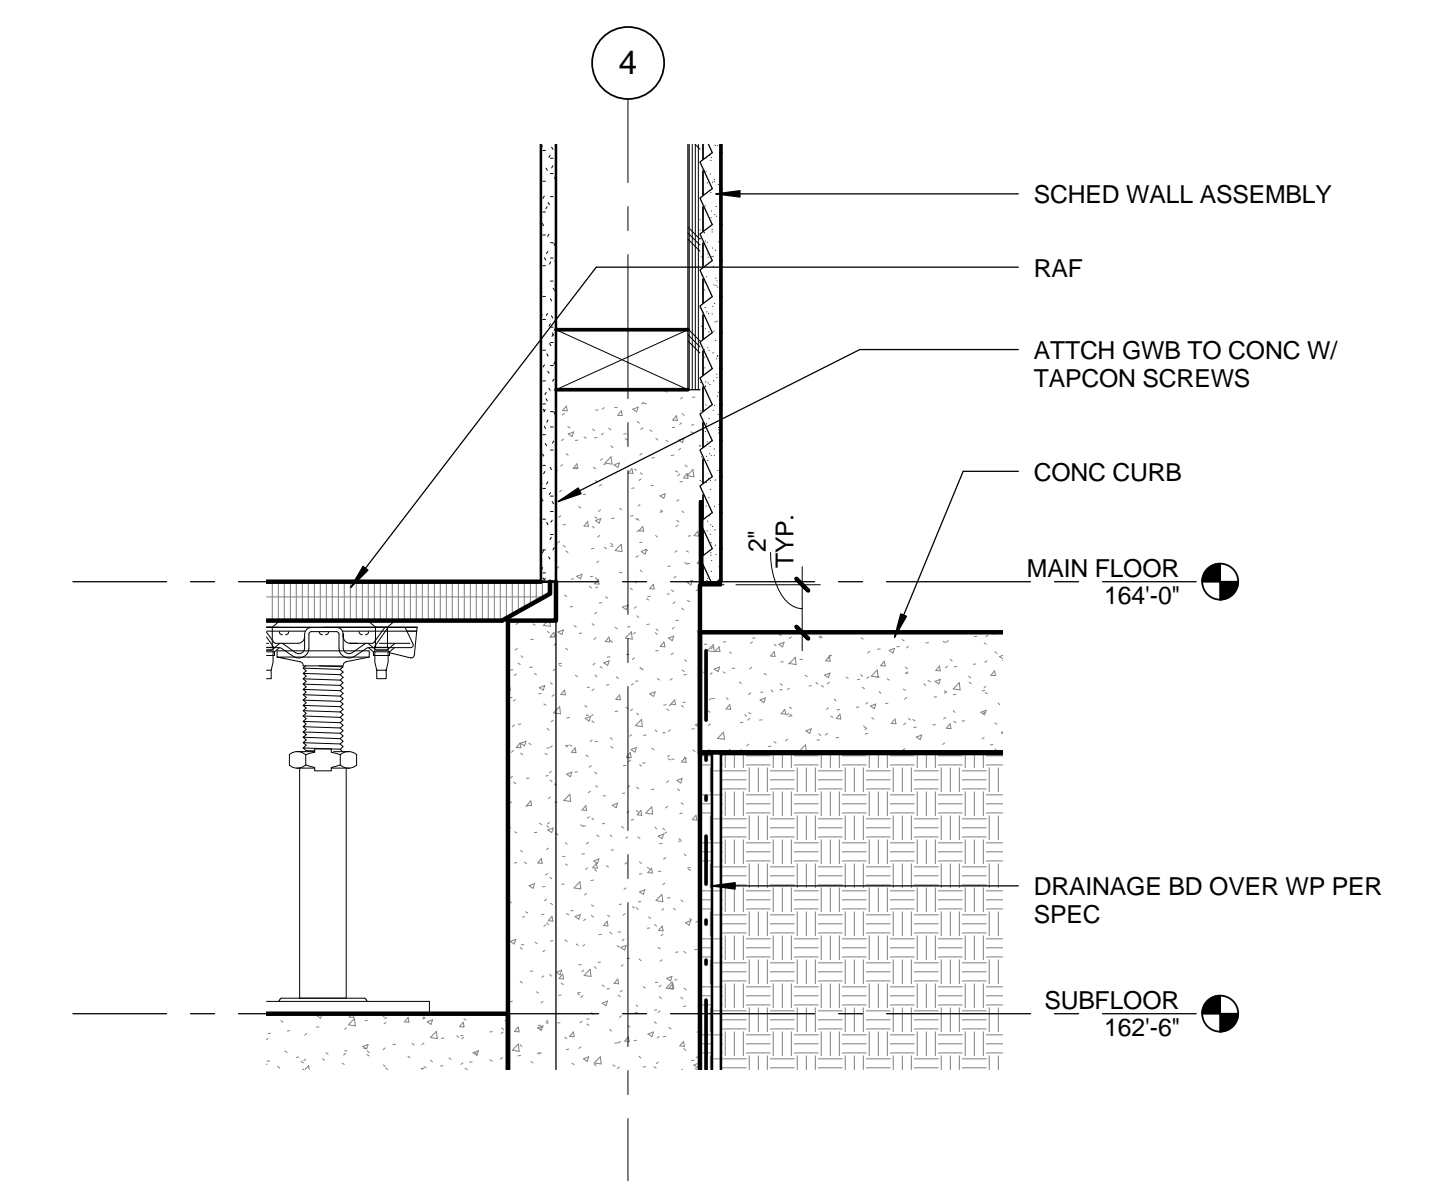 4
SCHED WALL ASSEMBLY
RAF
ATTCH GWB TO CONC W/
TAPCON SCREWS
CONC CURB
2"
TYP.
MAIN FLOOR
164'-0"
DRAINAGE BD OVER WP PER
SPEC
SUBFLOOR
162'-6"